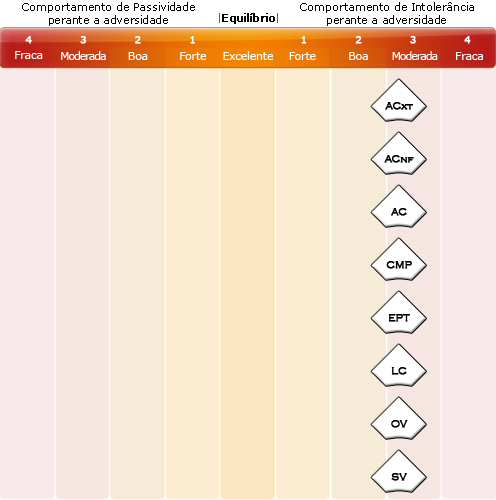 Comportamento de Passividade
perante a adversidade
|Equilíbrio|
Comportamento de Intolerância
perante a adversidade
4 3 2 1 1 2 3 4
Fraca Moderada Boa Forte Excelente Forte Boa Moderada Fraca
ACXT
ACNF
AC
CMP
EPT
LC
OV
SV